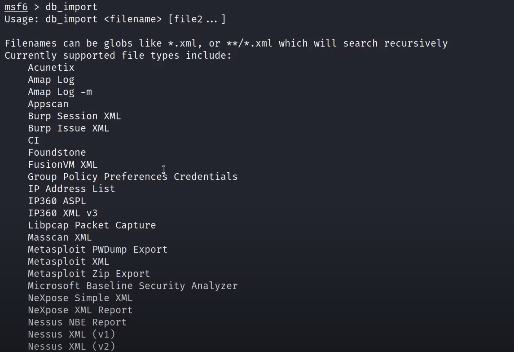 msf6 > db_import
Usage: db_import <filename> [file2...]
Filenames can be globs like *.xml, or **/*.xml which will search recursively
Currently supported file types include:
Acunetix
Amap Log
Amap Log -m
Appscan
Burp Session XML
Burp Issue XML
CI
Foundstone
FusionVM XML
Group Policy Preferences Credentials
IP Address List
IP360 ASPL
IP360 XML v3
Libpcap Packet Capture
Masscan XML
Metasploit PWDump Export
Metasploit XML
Metasploit Zip Export
Microsoft Baseline Security Analyzer
NeXpose Simple XML
NeXpose XML Report
Nessus NBE Report
Nessus XML (v1)
Nessus XML (v2)